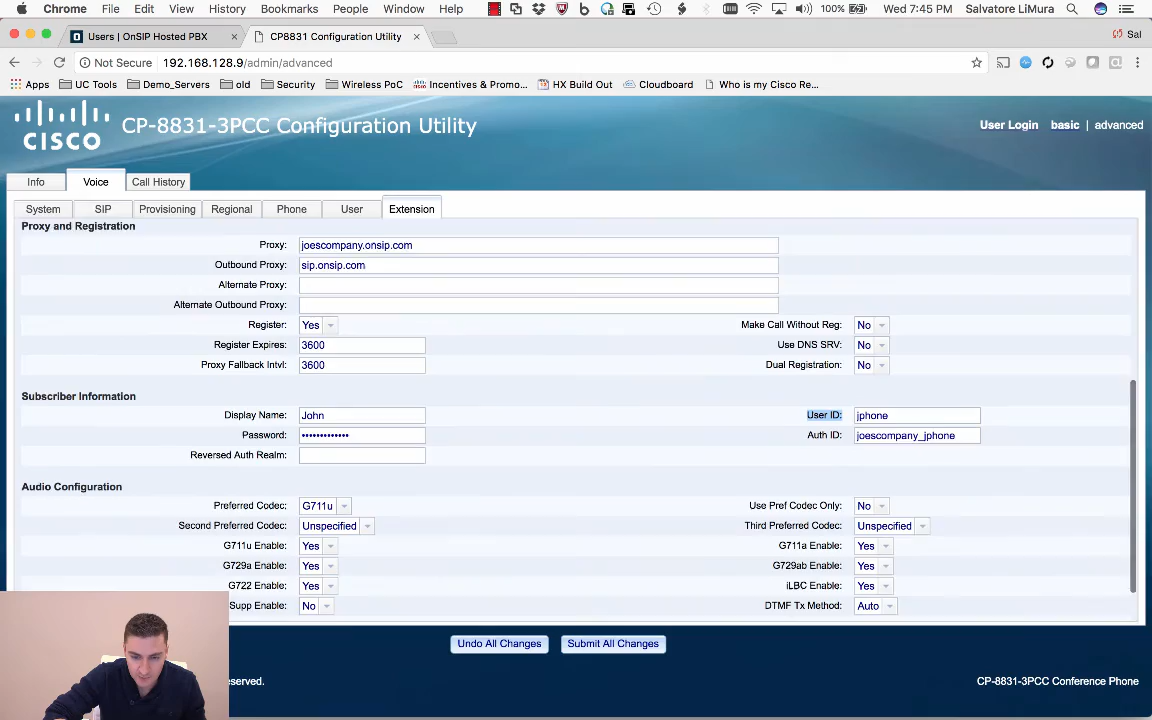 Chrome File Edit View History Bookmarks People Window Help 100% Wed 7:45 PM Salvatore LiMura
Users | OnSIP Hosted PBX × CP8831 Configuration Utility × Sal
Not Secure 192.168.128.9/admin/advanced
Apps UC Tools Demo_Servers old Security Wireless PoC Incentives & Promo... HX Build Out Cloudboard Who is my Cisco Re...
CISCO CP-8831-3PCC Configuration Utility User Login basic | advanced
Info Voice Call History
System SIP Provisioning Regional Phone User Extension
Proxy and Registration
Proxy: joescompany.onsip.com
Outbound Proxy: sip.onsip.com
Alternate Proxy:
Alternate Outbound Proxy:
Register: Yes Make Call Without Reg: No
Register Expires: 3600 Use DNS SRV: No
Proxy Fallback Intvl: 3600 Dual Registration: No
Subscriber Information
Display Name: John User ID: jphone
Password: ••••••••••••• Auth ID: joescompany_jphone
Reversed Auth Realm:
Audio Configuration
Preferred Codec: G711u Use Pref Codec Only: No
Second Preferred Codec: Unspecified Third Preferred Codec: Unspecified
G711u Enable: Yes G711a Enable: Yes
G729a Enable: Yes G729ab Enable: Yes
G722 Enable: Yes iLBC Enable: Yes
Supp Enable: No DTMF Tx Method: Auto
Undo All Changes Submit All Changes
served. CP-8831-3PCC Conference Phone